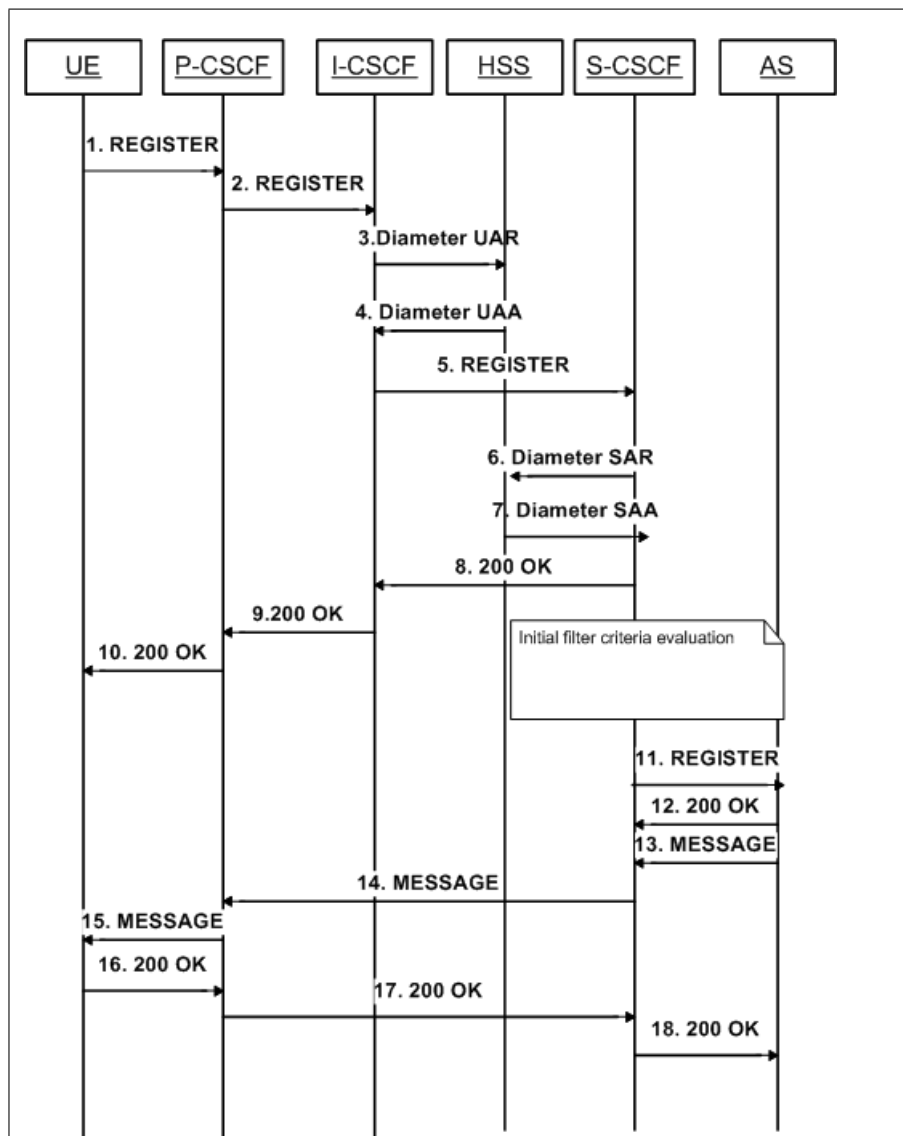 UE
P-CSCF
I-CSCF
HSS
S-CSCF
AS
1. REGISTER
2. REGISTER
3.Diameter UAR
4. Diameter UAA
5. REGISTER
6. Diameter SAR
7. Diameter SAA
8. 200 OK
9.200 OK
Initial filter criteria evaluation
10. 200 OK
11. REGISTER
12. 200 OK
13. MESSAGE
14. MESSAGE
15. MESSAGE
16. 200 OK
17. 200 OK
18. 200 OK